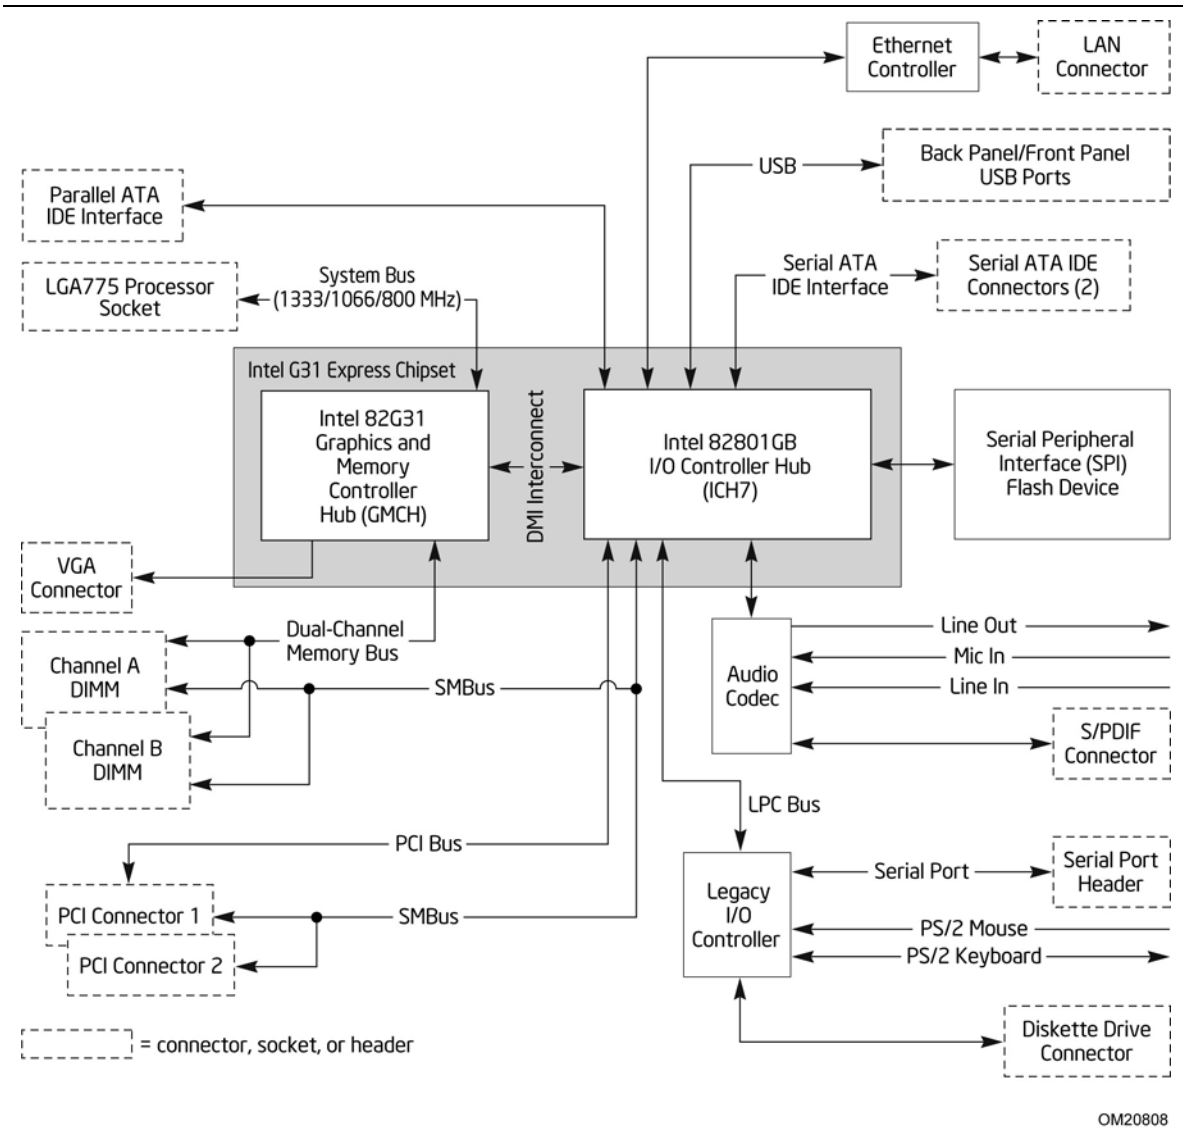 Ethernet
Controller
LAN
Connector
USB
Back Panel/Front Panel
USB Ports
Parallel ATA
IDE Interface
Serial ATA
IDE Interface
Serial ATA IDE
Connectors (2)
LGA775 Processor
Socket
System Bus
(1333/1066/800 MHz)
Intel G31 Express Chipset
Intel 82G31
Graphics and
Memory
Controller
Hub (GMCH)
DMI Interconnect
Intel 82801GB
I/O Controller Hub
(ICH7)
Serial Peripheral
Interface (SPI)
Flash Device
VGA
Connector
Dual-Channel
Memory Bus
Channel A
DIMM
SMBus
Channel B
DIMM
Audio
Codec
Line Out
Mic In
Line In
S/PDIF
Connector
LPC Bus
PCI Bus
PCI Connector 1
SMBus
PCI Connector 2
Legacy
I/O
Controller
Serial Port
Serial Port
Header
PS/2 Mouse
PS/2 Keyboard
Diskette Drive
Connector
= connector, socket, or header
OM20808